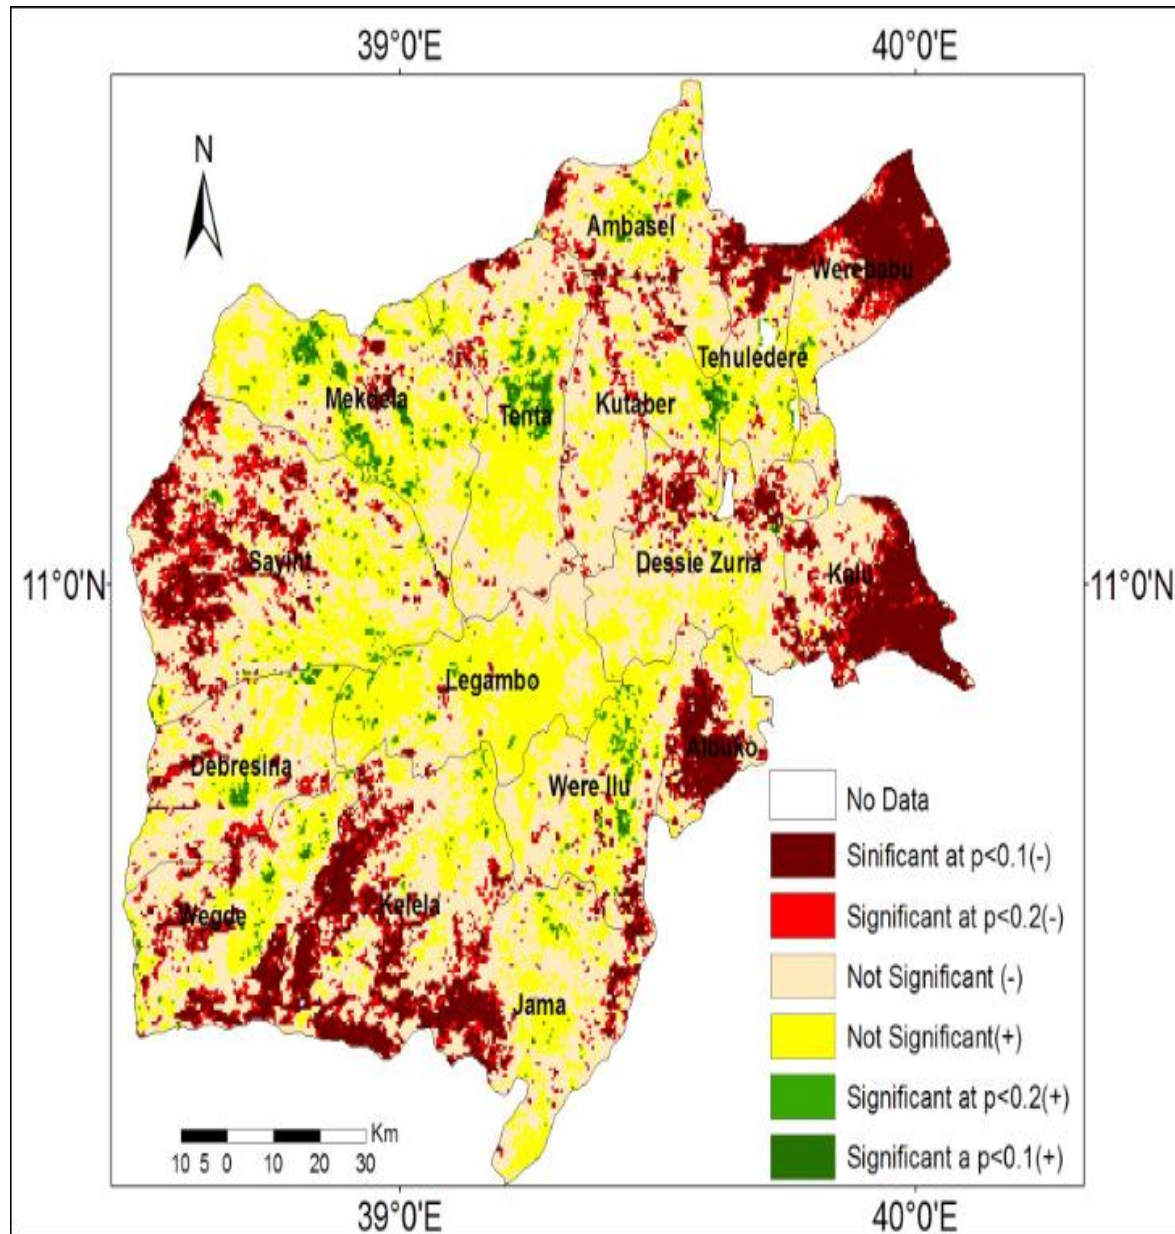 39°0'E 40°0'E
N
Ambasel
Werebabu
Tehuledere
Mekdela
Tenta
Kutaber
Sayint
Dessie Zuria
Kalu
11°0'N 11°0'N
Legambo
Albuko
Debresina
Were Ilu
No Data
Sinificant at p<0.1(-)
Kelela
Wegde
Significant at p<0.2(-)
Not Significant (-)
Jama
Not Significant(+)
Significant at p<0.2(+)
Km
10 5 0 10 20 30
Significant a p<0.1(+)
39°0'E 40°0'E